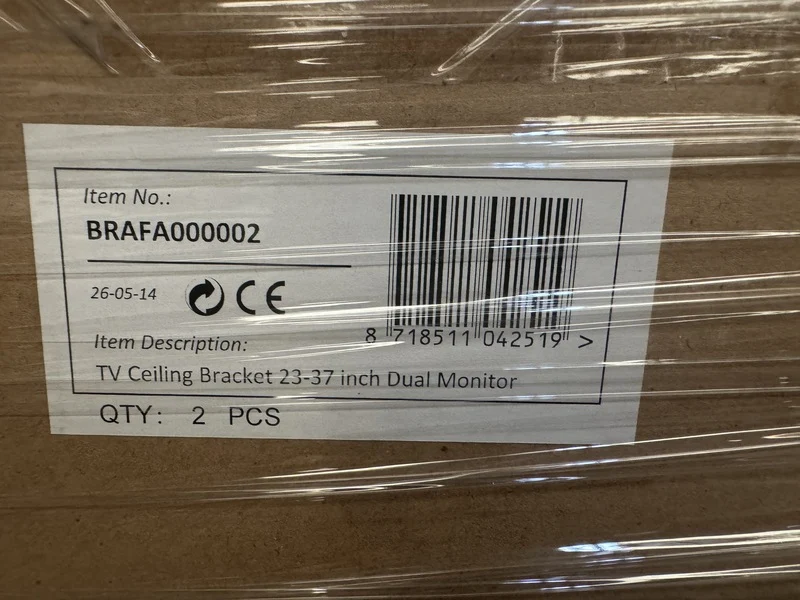 Item No.:
BRAFA000002
26-05-14 CE
Item Description:
8 718511 042519 >
TV Ceiling Bracket 23-37 inch Dual Monitor
QTY: 2 PCS